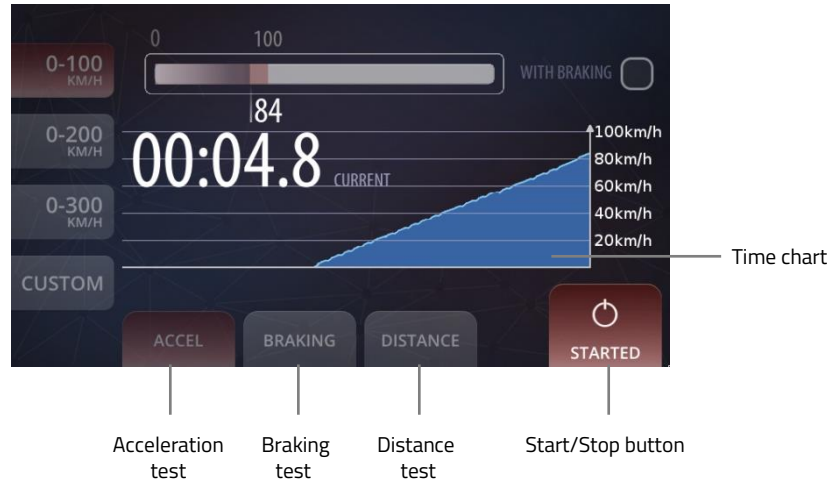 0 100
0-100
KM/H
WITH BRAKING
84
0-200
KM/H
00:04.8 CURRENT
100km/h
80km/h
60km/h
40km/h
20km/h
0-300
KM/H
Time chart
CUSTOM
ACCEL BRAKING DISTANCE
STARTED
Acceleration
test
Braking
test
Distance
test
Start/Stop button